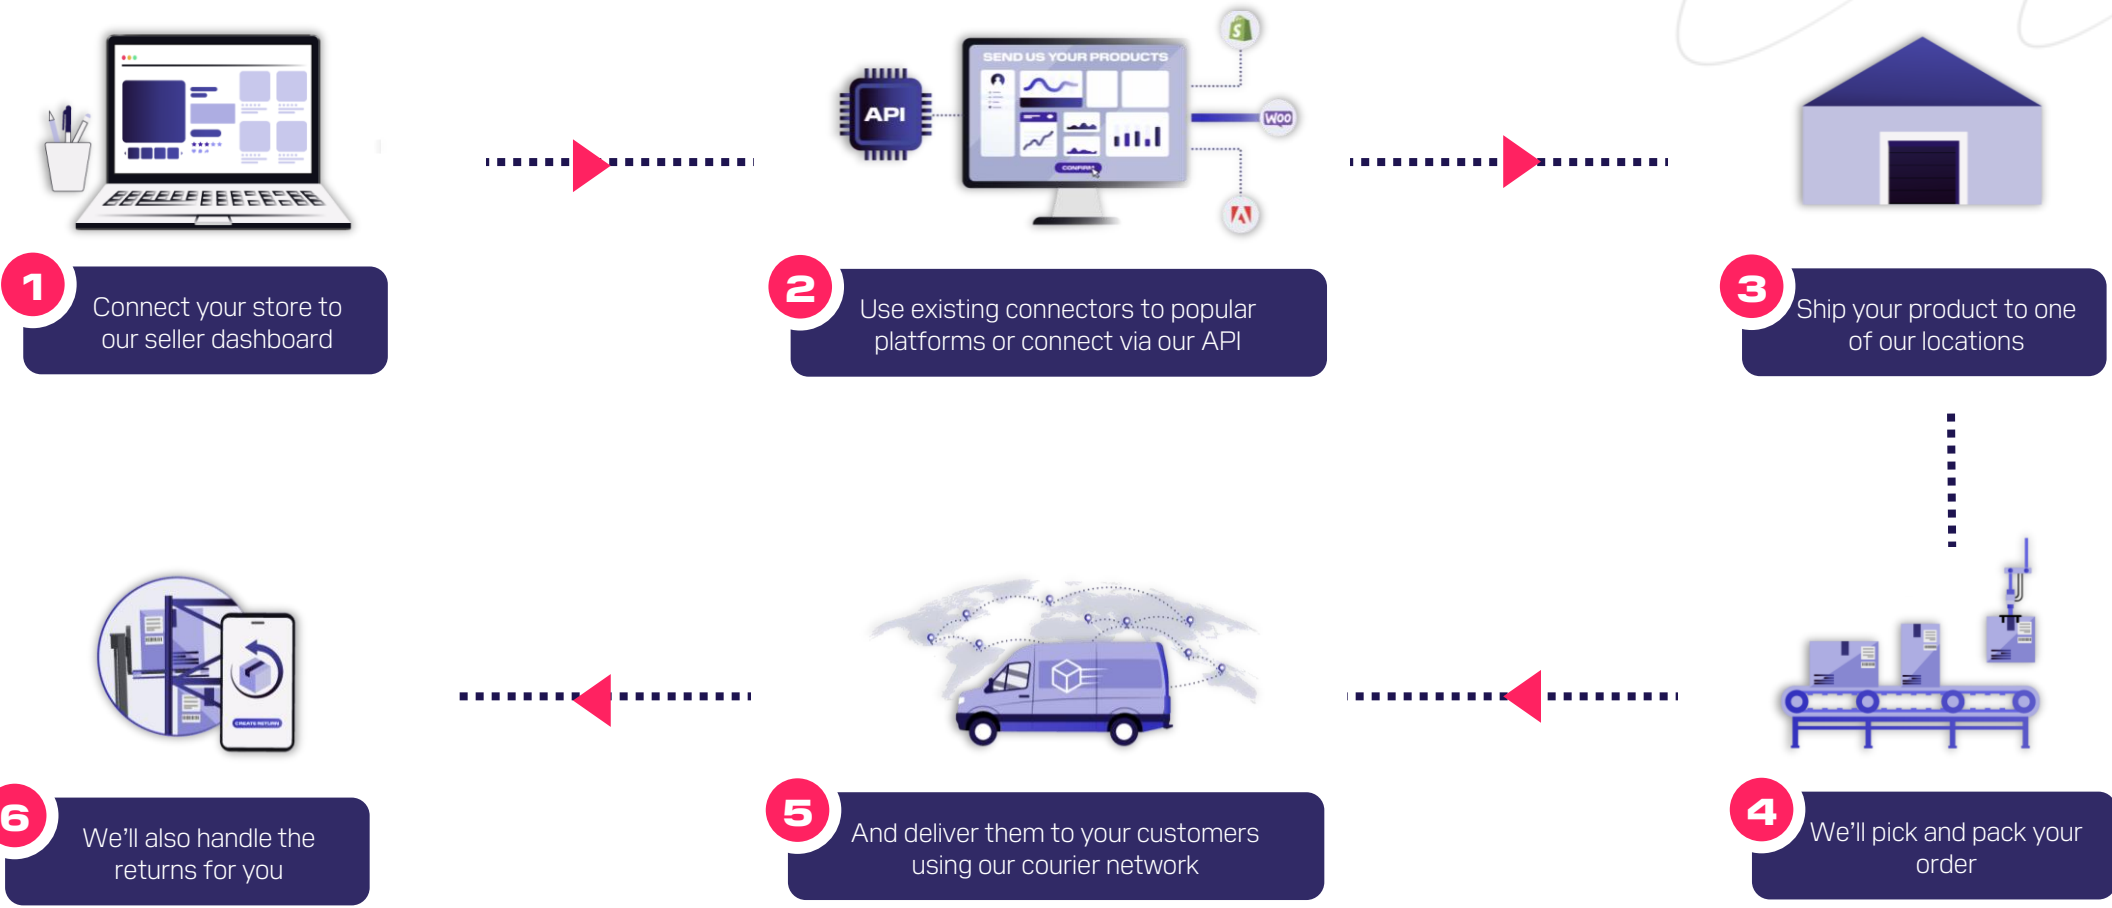 SEND US YOUR PRODUCTS
API
WOO
CONFIRM
1
Connect your store to
our seller dashboard
2
Use existing connectors to popular
platforms or connect via our API
3
Ship your product to one
of our locations
CREATE RETURN
6
We'll also handle the
returns for you
5
And deliver them to your customers
using our courier network
4
We'll pick and pack your
order